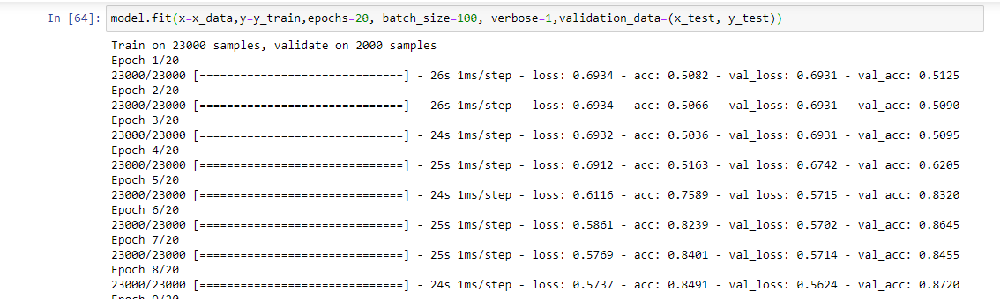 In [64]: model.fit(x=x_data,y=y_train,epochs=20, batch_size=100, verbose=1,validation_data=(x_test, y_test))
Train on 23000 samples, validate on 2000 samples
Epoch 1/20
23000/23000 [==============================] - 26s 1ms/step - loss: 0.6934 - acc: 0.5082 - val_loss: 0.6931 - val_acc: 0.5125
Epoch 2/20
23000/23000 [==============================] - 26s 1ms/step - loss: 0.6934 - acc: 0.5066 - val_loss: 0.6931 - val_acc: 0.5090
Epoch 3/20
23000/23000 [==============================] - 24s 1ms/step - loss: 0.6932 - acc: 0.5036 - val_loss: 0.6931 - val_acc: 0.5095
Epoch 4/20
23000/23000 [==============================] - 25s 1ms/step - loss: 0.6912 - acc: 0.5163 - val_loss: 0.6742 - val_acc: 0.6205
Epoch 5/20
23000/23000 [==============================] - 24s 1ms/step - loss: 0.6116 - acc: 0.7589 - val_loss: 0.5715 - val_acc: 0.8320
Epoch 6/20
23000/23000 [==============================] - 25s 1ms/step - loss: 0.5861 - acc: 0.8239 - val_loss: 0.5702 - val_acc: 0.8645
Epoch 7/20
23000/23000 [==============================] - 25s 1ms/step - loss: 0.5769 - acc: 0.8401 - val_loss: 0.5714 - val_acc: 0.8455
Epoch 8/20
23000/23000 [==============================] - 24s 1ms/step - loss: 0.5737 - acc: 0.8491 - val_loss: 0.5624 - val_acc: 0.8720